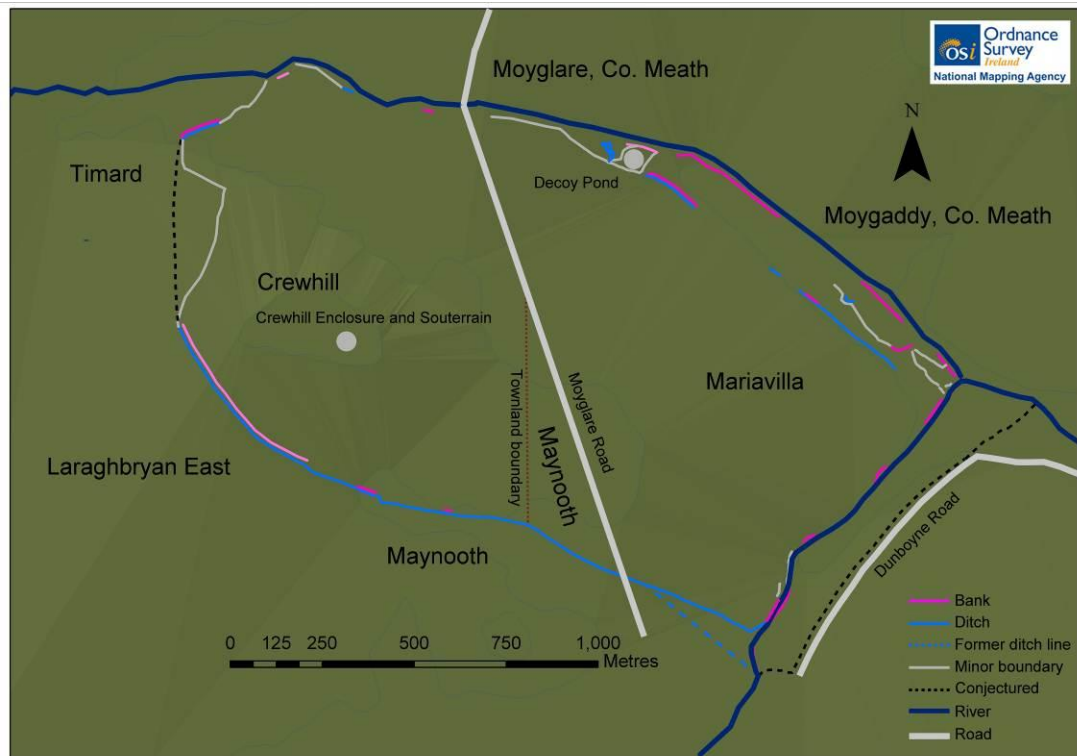 Moyglare, Co. Meath
OSi
Ordnance
Survey
Ireland
National Mapping Agency
N
Timard
Decoy Pond
Moygaddy, Co. Meath
Crewhill
Crewhill Enclosure and Souterrain
Townland boundary
Moyglare Road
Maynooth
Mariavilla
Laraghbryan East
Maynooth
Dunboyne Road
0 125 250 500 750 1,000
Metres
Bank
Ditch
Former ditch line
Minor boundary
Conjectured
River
Road